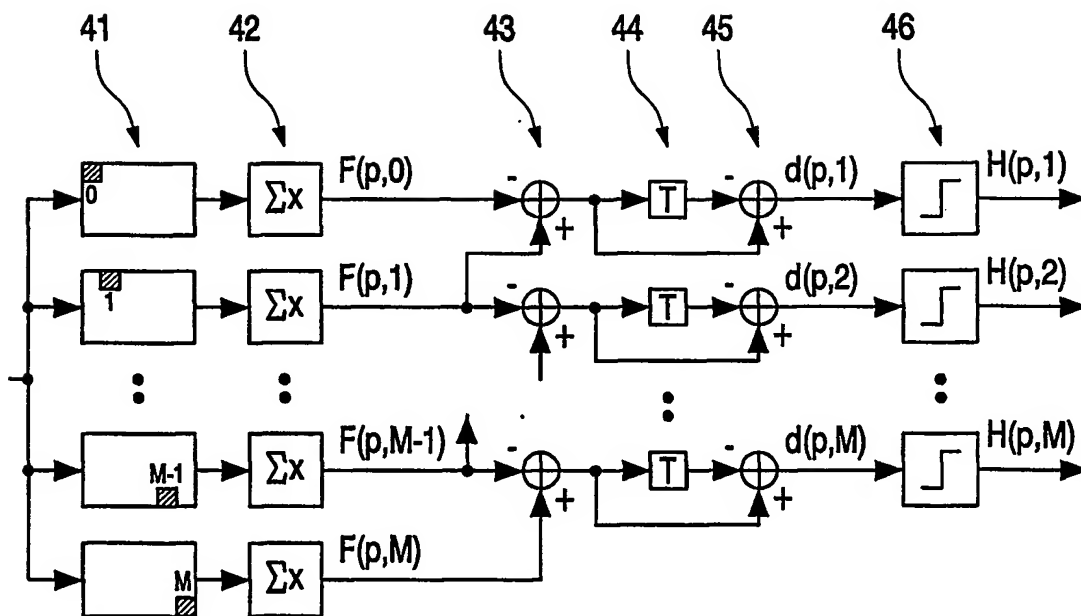 41 42 43 44 45 46
0 Σx F(p,0) - + T - + d(p,1) H(p,1)
1 Σx F(p,1) - + T - + d(p,2) H(p,2)
M-1 Σx F(p,M-1) - + T - + d(p,M) H(p,M)
M Σx F(p,M)